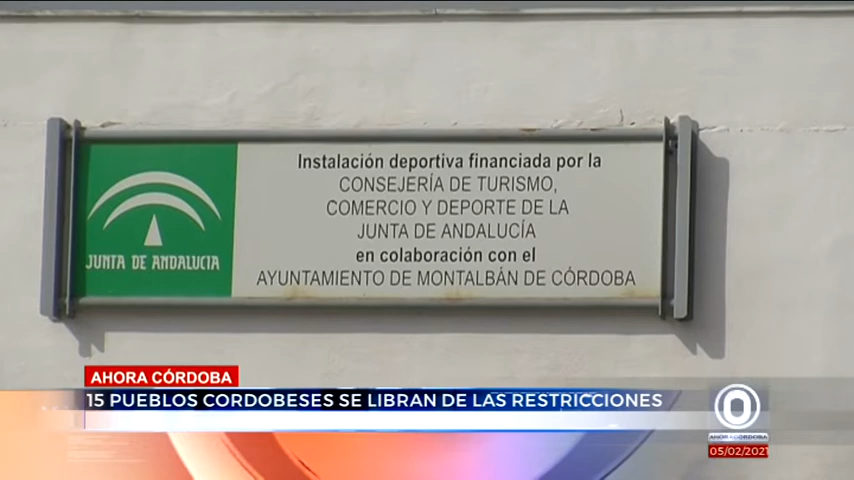 Instalación deportiva financiada por la
CONSEJERÍA DE TURISMO,
COMERCIO Y DEPORTE DE LA
JUNTA DE ANDALUCÍA
en colaboración con el
AYUNTAMIENTO DE MONTALBÁN DE CÓRDOBA
JUNTA DE ANDALUCIA
AHORA CÓRDOBA
15 PUEBLOS CORDOBESES SE LIBRAN DE LAS RESTRICCIONES
AHORACÓRDOBA
05/02/2021